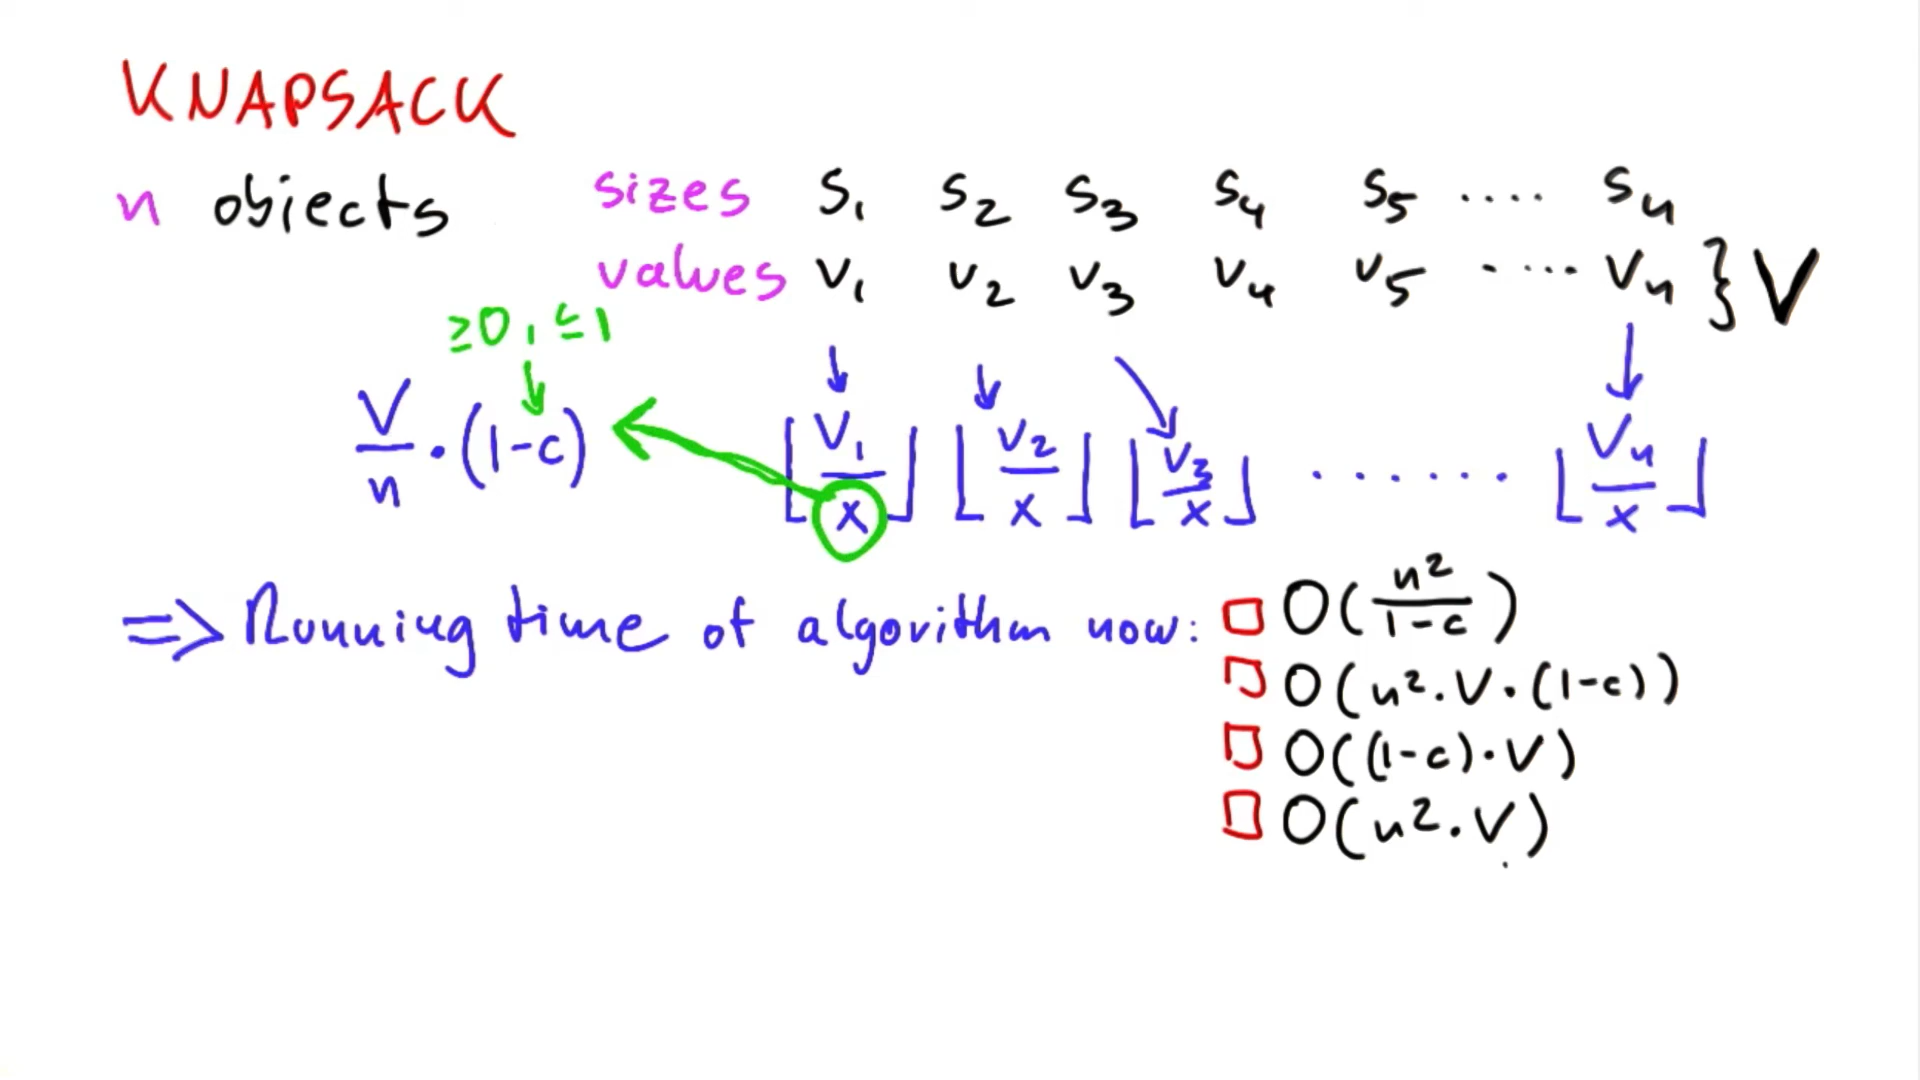 KNAPSACK
n objects sizes s₁ s₂ s₃ s₄ s₅ .... sₙ
values v₁ v₂ v₃ v₄ v₅ ..... vₙ } V
≥0, ≤1
V/n · (1-c) ⌊v₁/x⌋ ⌊v₂/x⌋ ⌊v₃/x⌋ ....... ⌊vₙ/x⌋
=> Running time of algorithm now: □ O(n²/(1-c))
□ O(n²·V·(1-c))
□ O((1-c)·V)
□ O(n²·V)